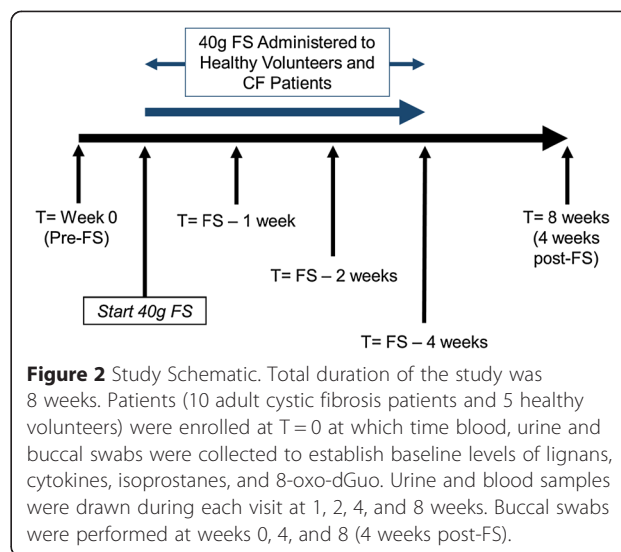 40g FS Administered to
Healthy Volunteers and
CF Patients
T= Week 0
(Pre-FS)
Start 40g FS
T= FS – 1 week
T= FS – 2 weeks
T= FS – 4 weeks
T= 8 weeks
(4 weeks
post-FS)
Figure 2 Study Schematic. Total duration of the study was
8 weeks. Patients (10 adult cystic fibrosis patients and 5 healthy
volunteers) were enrolled at T = 0 at which time blood, urine and
buccal swabs were collected to establish baseline levels of lignans,
cytokines, isoprostanes, and 8-oxo-dGuo. Urine and blood samples
were drawn during each visit at 1, 2, 4, and 8 weeks. Buccal swabs
were performed at weeks 0, 4, and 8 (4 weeks post-FS).